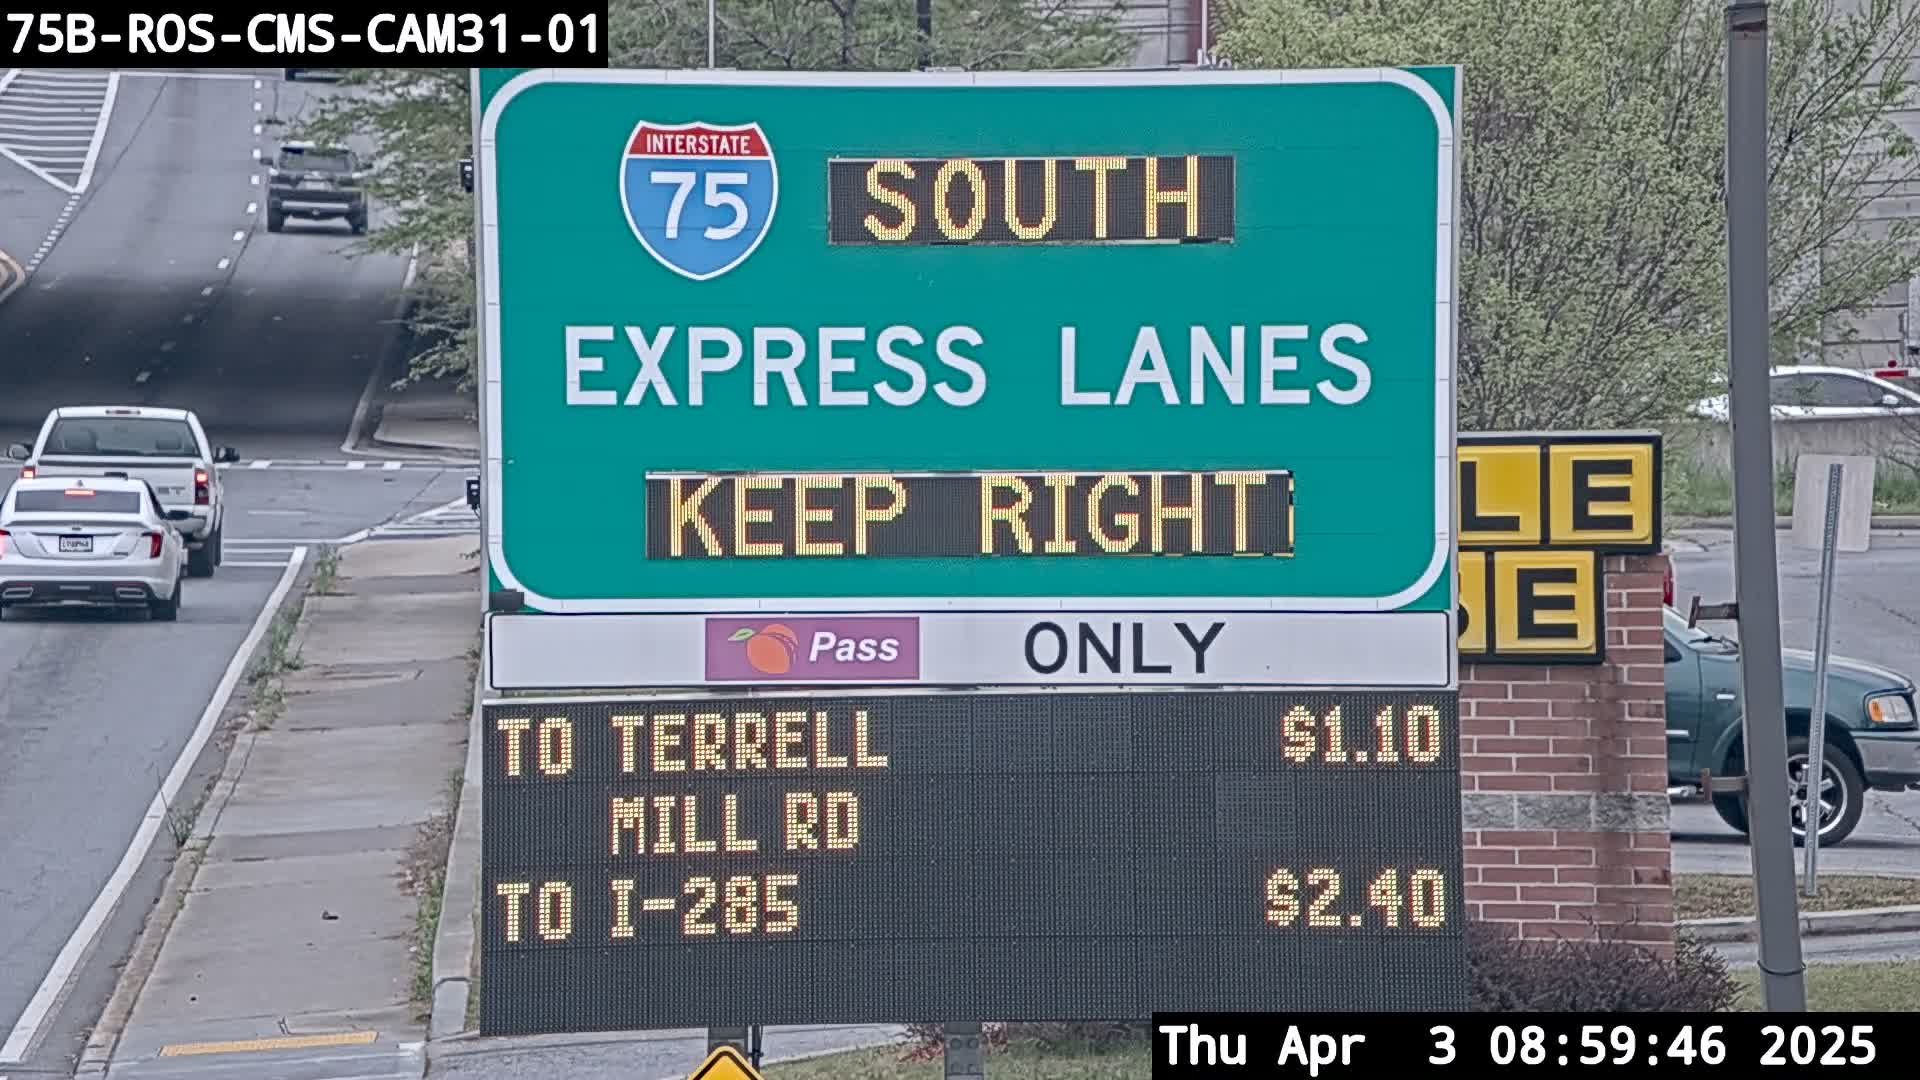 75B-ROS-CMS-CAM31-01
INTERSTATE
75
SOUTH
EXPRESS LANES
KEEP RIGHT
Pass ONLY
TO TERRELL $1.10
MILL RD
TO I-285 $2.40
LE
E
Thu Apr 3 08:59:46 2025